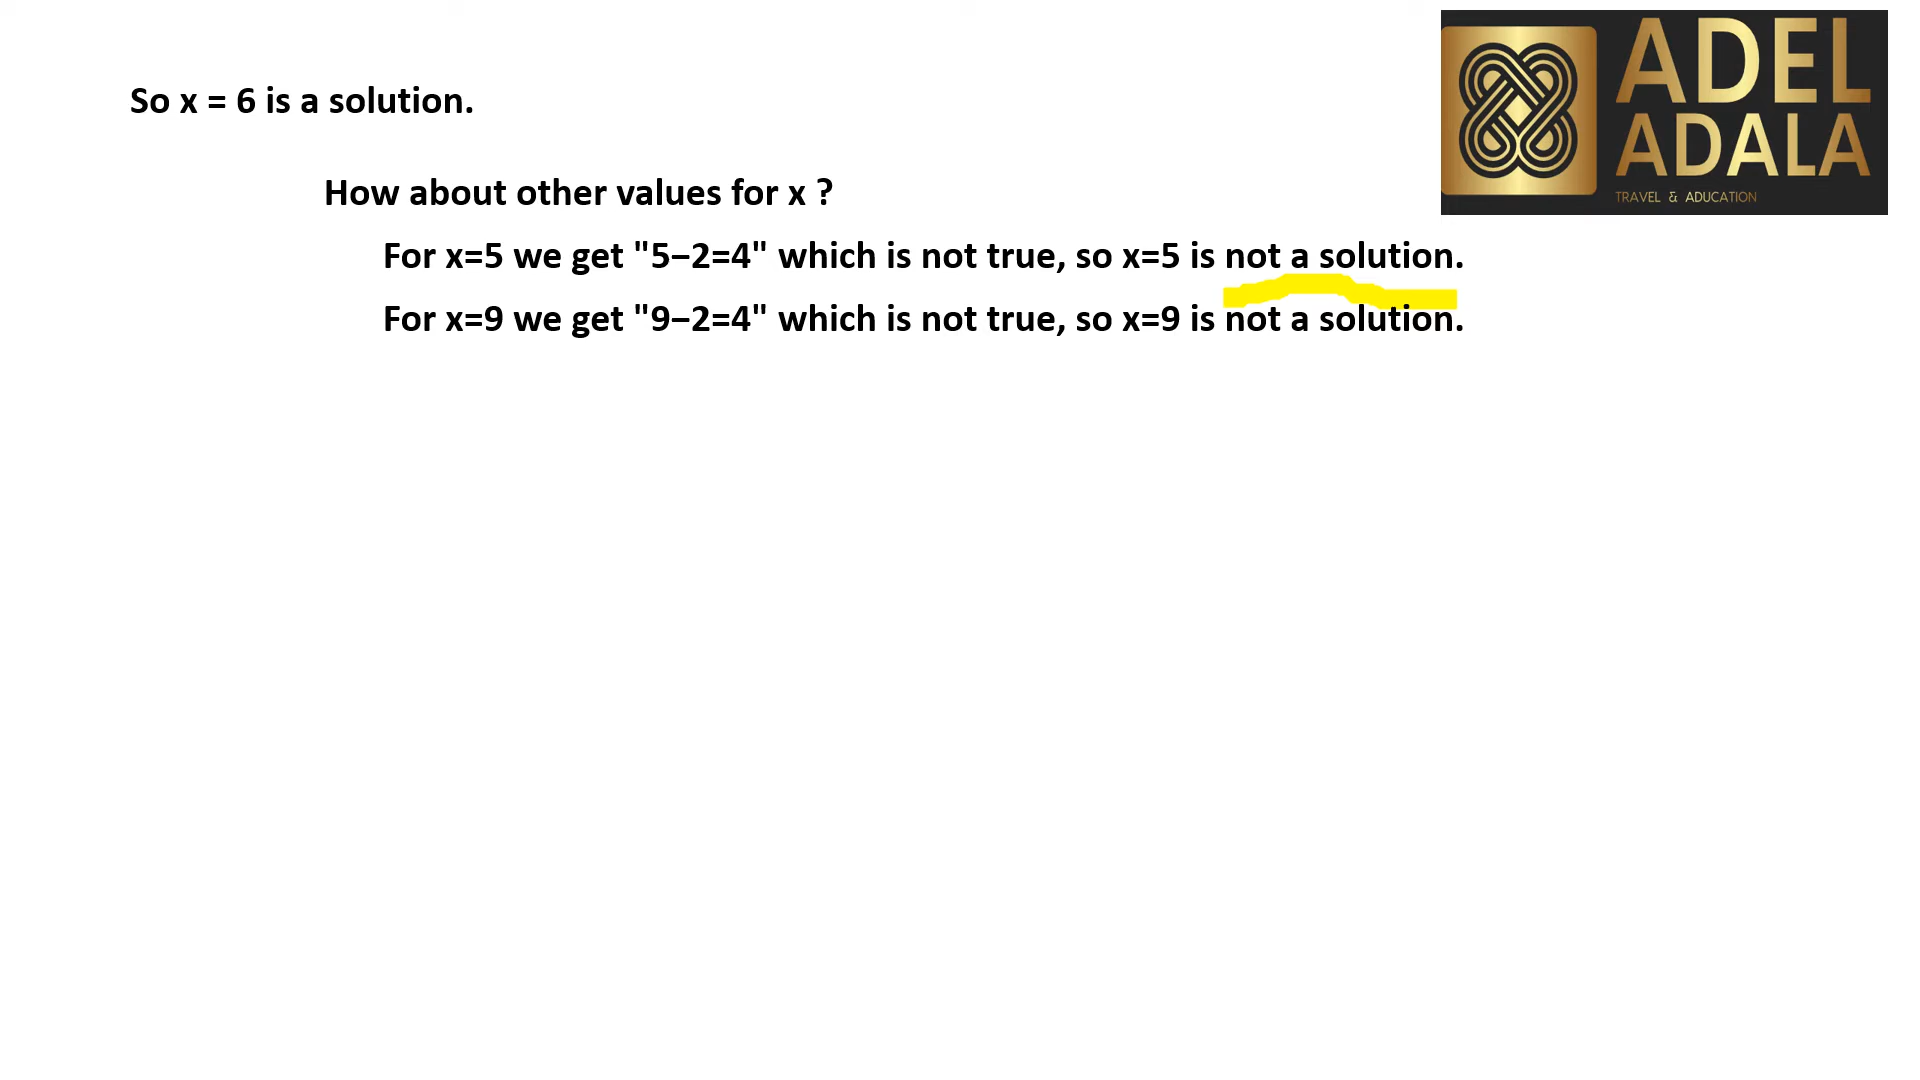 So x = 6 is a solution.
ADEL
ADALA
TRAVEL & ADUCATION
How about other values for x ?
For x=5 we get "5−2=4" which is not true, so x=5 is not a solution.
For x=9 we get "9−2=4" which is not true, so x=9 is not a solution.